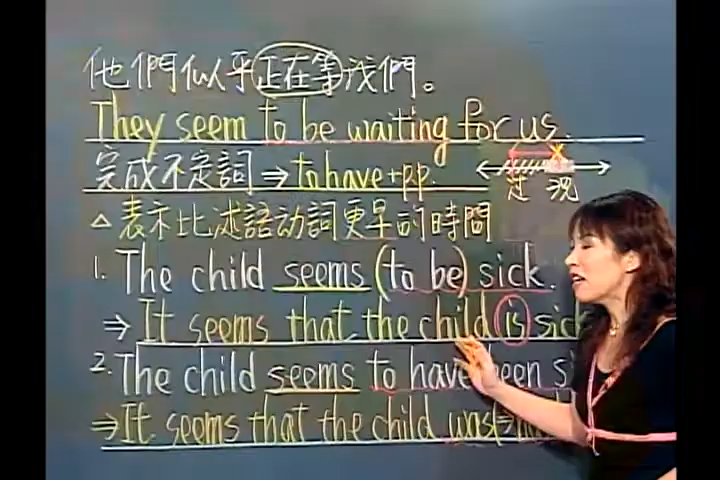 他們似乎正在等我們。
They seem to be waiting for us.
完成不定詞⇒to have+pp.
过 現
△表示比述語动詞更早的時間
1. The child seems (to be) sick.
⇒ It seems that the child is sick
2. The child seems to have been s
⇒ It seems that the child was